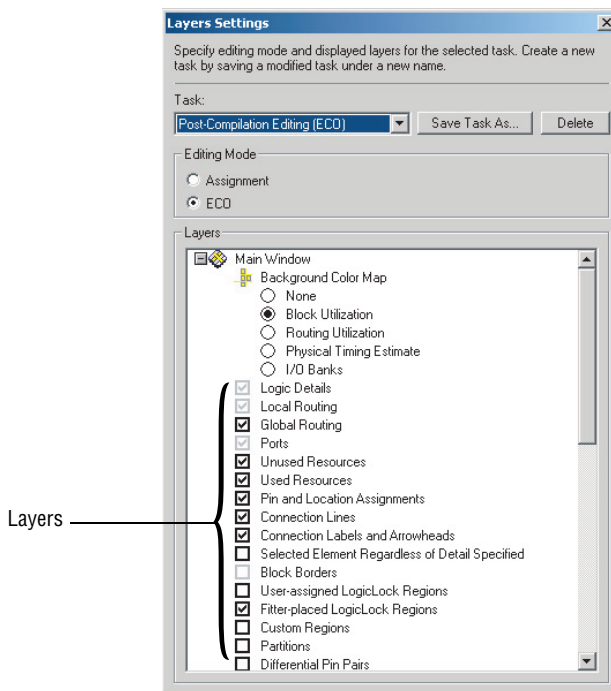 Layers Settings
Specify editing mode and displayed layers for the selected task. Create a new
task by saving a modified task under a new name.
Task:
Post-Compilation Editing (ECO)
Save Task As...
Delete
Editing Mode
Assignment
ECO
Layers
Main Window
Background Color Map
None
Block Utilization
Routing Utilization
Physical Timing Estimate
I/O Banks
Logic Details
Local Routing
Global Routing
Ports
Unused Resources
Used Resources
Pin and Location Assignments
Layers
Connection Lines
Connection Labels and Arrowheads
Selected Element Regardless of Detail Specified
Block Borders
User-assigned LogicLock Regions
Fitter-placed LogicLock Regions
Custom Regions
Partitions
Differential Pin Pairs